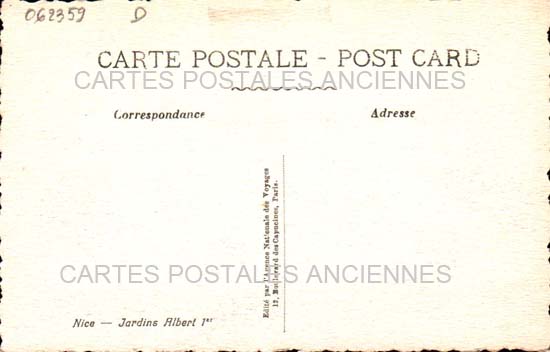 062359 D
CARTE POSTALE - POST CARD
CARTES POSTALES ANCIENNES
Correspondance
Adresse
Edité par l'Agence Nationale des Voyages
12, Boulevard des Capucines, Paris.
CARTES POSTALES ANCIENNES
Nice — Jardins Albert 1er